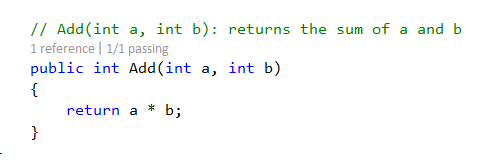 // Add(int a, int b): returns the sum of a and b
1 reference | 1/1 passing
public int Add(int a, int b)
{
    return a * b;
}